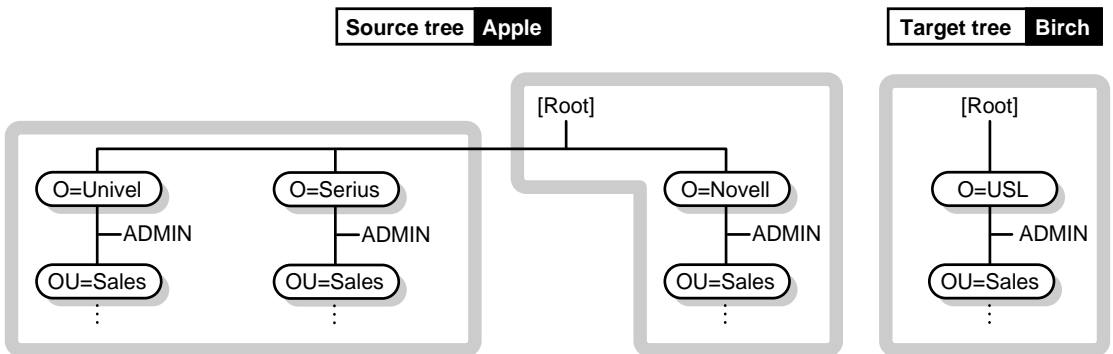 Source tree Apple
Target tree Birch
[Root]
[Root]
O=Univel
O=Serius
O=Novell
O=USL
ADMIN
ADMIN
ADMIN
ADMIN
OU=Sales
OU=Sales
OU=Sales
OU=Sales